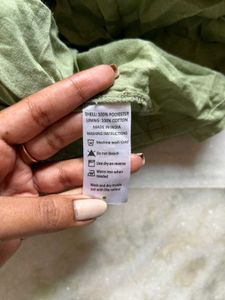 SHELL: 100% POLYESTER
LINING: 100% COTTON
MADE IN INDIA
WASHING INSTRUCTIONS
Machine wash cold
Do not bleach
Line dry on reverse
Warm iron when
needed
Wash and dry inside
out with like colour